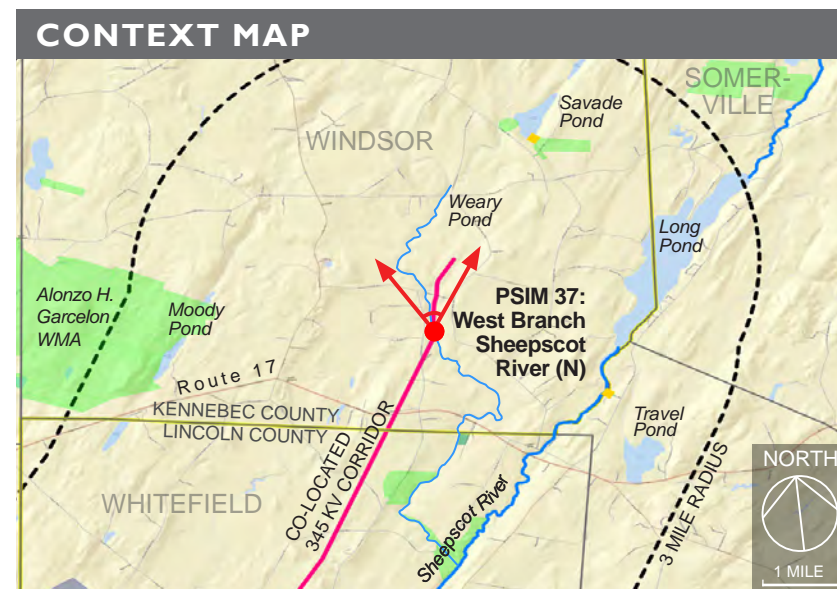 CONTEXT MAP
SOMER-
VILLE
Savade
Pond
WINDSOR
Weary
Pond
Long
Pond
PSIM 37:
West Branch
Sheepscot
River (N)
Alonzo H.
Garcelon
WMA
Moody
Pond
Route 17
KENNEBEC COUNTY
LINCOLN COUNTY
CO-LOCATED
345 KV CORRIDOR
Travel
Pond
WHITEFIELD
Sheepscot River
3 MILE RADIUS
NORTH
1 MILE